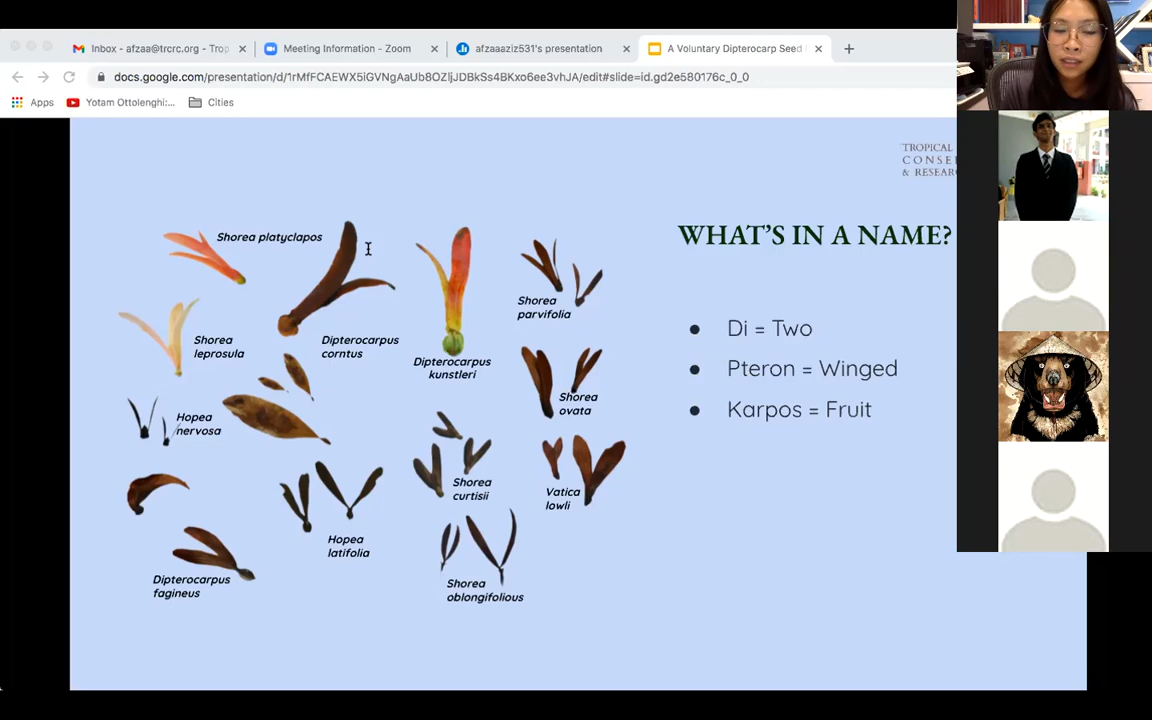 Inbox - afzaa@trcrc.org - Trop
Meeting Information - Zoom
afzaaaziz531's presentation
A Voluntary Dipterocarp Seed
docs.google.com/presentation/d/1rMfFCAEWX5iGVNgAaUb8OZljJDBkSs4BKxo6ee3vhJA/edit#slide=id.gd2e580176c_0_0
Apps
Yotam Ottolenghi:...
Cities
TROPICAL
CONSE
& RESEAR
WHAT'S IN A NAME?
Di = Two
Pteron = Winged
Karpos = Fruit
Shorea platyclapos
Shorea
leprosula
Dipterocarpus
corntus
Dipterocarpus
kunstleri
Shorea
parvifolia
Shorea
ovata
Hopea
nervosa
Shorea
curtisii
Vatica
lowli
Hopea
latifolia
Dipterocarpus
fagineus
Shorea
oblongifolious